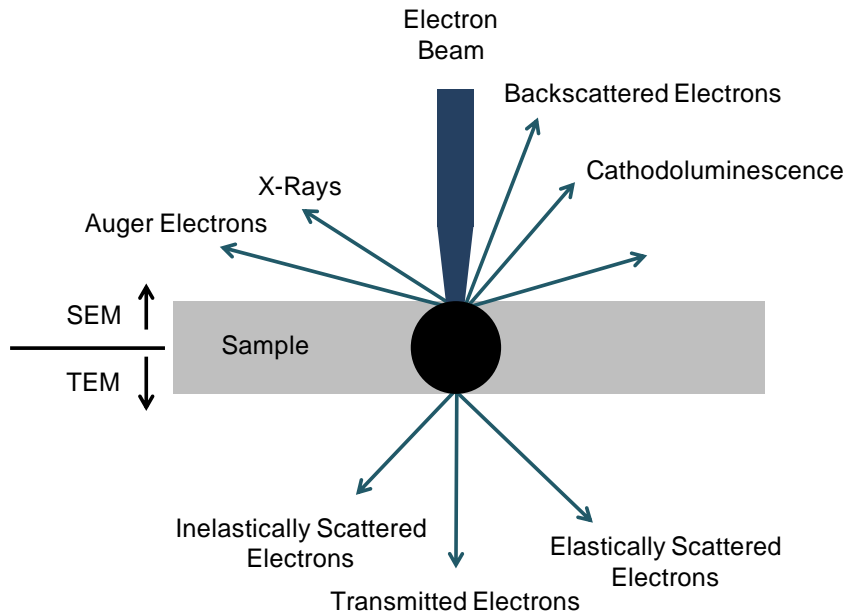 Electron
Beam
Backscattered Electrons
Cathodoluminescence
X-Rays
Auger Electrons
SEM
Sample
TEM
Inelastically Scattered
Electrons
Elastically Scattered
Electrons
Transmitted Electrons